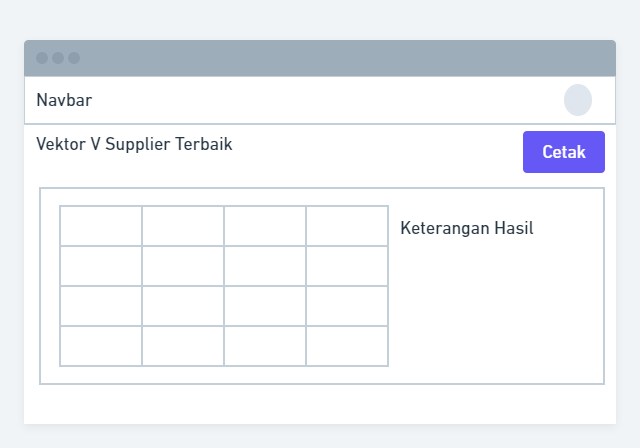 Navbar
Vektor V Supplier Terbaik
Cetak
Keterangan Hasil